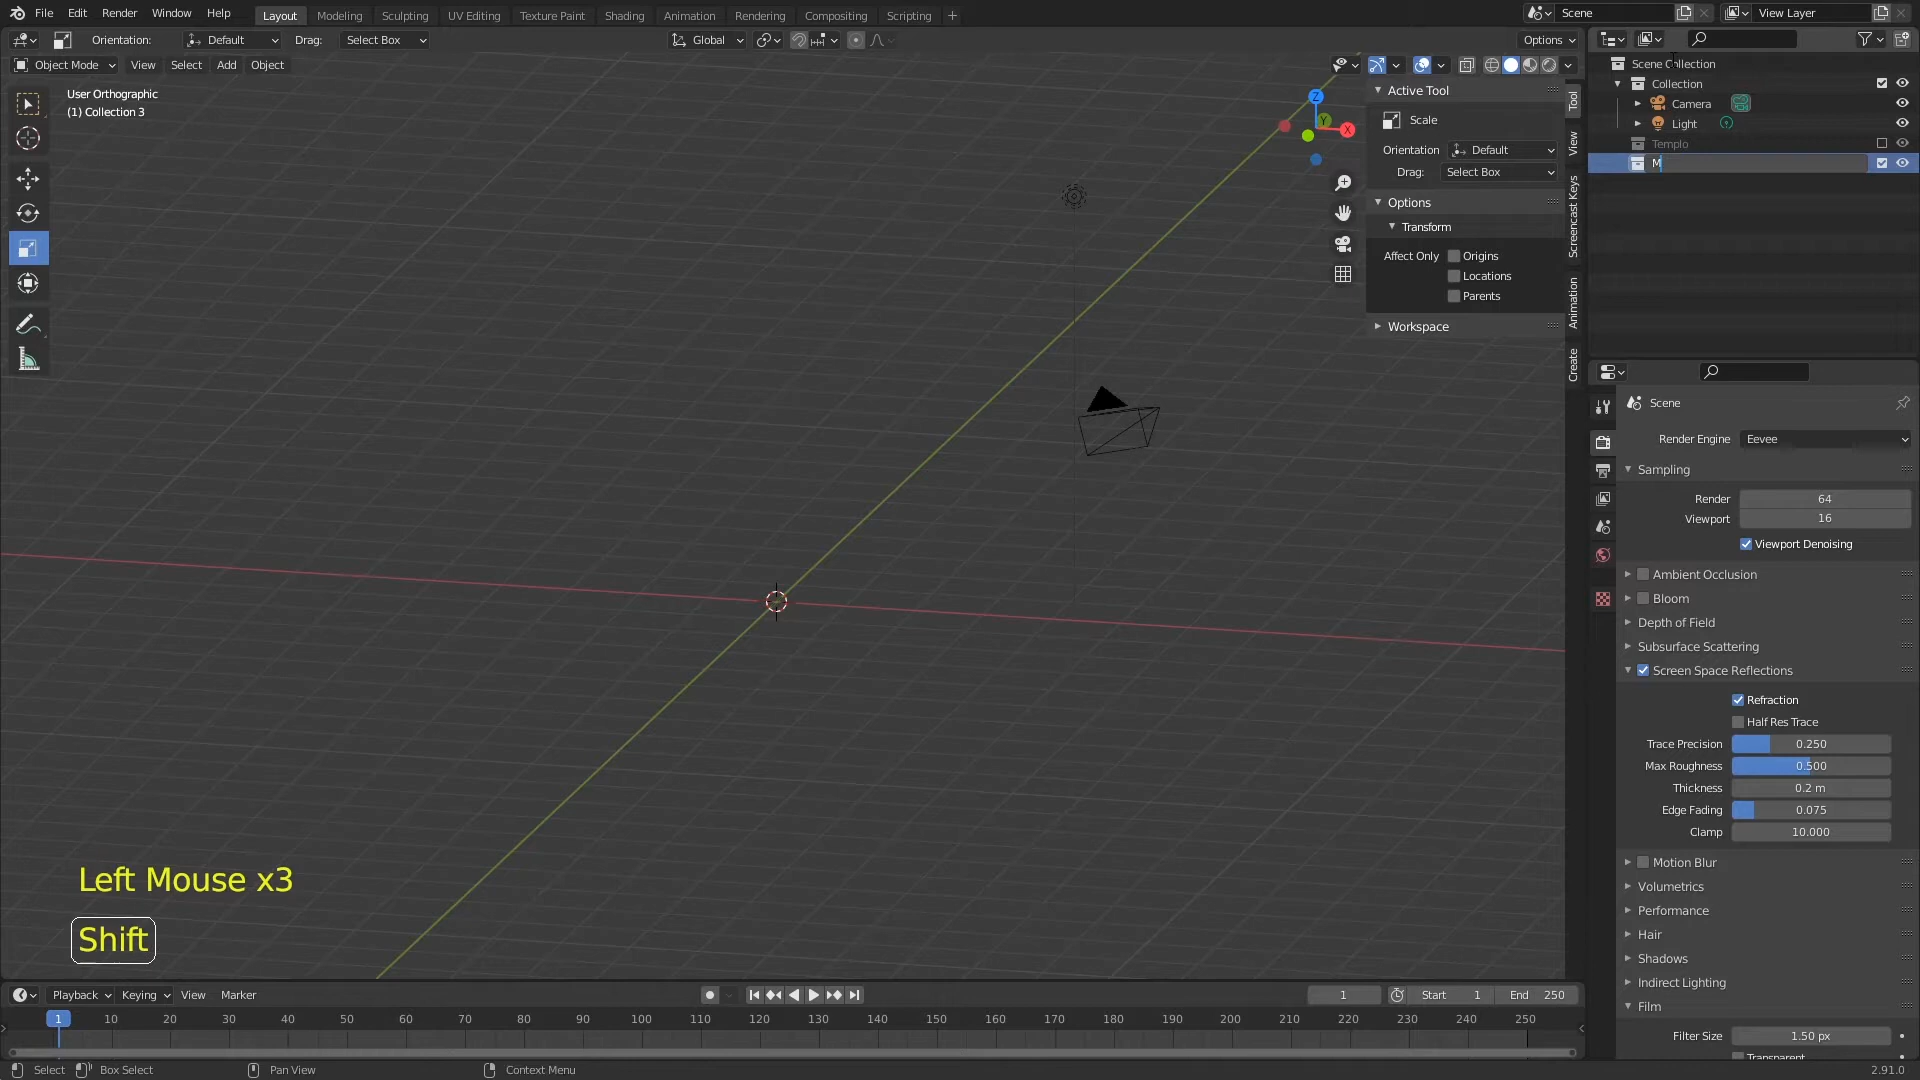 File Edit Render Window Help Layout Modeling Sculpting UV Editing Texture Paint Shading Animation Rendering Compositing Scripting + Scene View Layer
Orientation: Default Drag: Select Box Global Options
Object Mode View Select Add Object
User Orthographic
(1) Collection 3
Z
Y
X
Active Tool
Scale
Orientation Default
Drag: Select Box
Options
Transform
Affect Only Origins
Locations
Parents
Workspace
Tool
View
Screencast Keys
Animation
Create
Scene Collection
Collection
Camera
Light
Templo
M
Scene
Render Engine Eevee
Sampling
Render 64
Viewport 16
Viewport Denoising
Ambient Occlusion
Bloom
Depth of Field
Subsurface Scattering
Screen Space Reflections
Refraction
Half Res Trace
Trace Precision 0.250
Max Roughness 0.500
Thickness 0.2 m
Edge Fading 0.075
Clamp 10.000
Motion Blur
Volumetrics
Performance
Hair
Shadows
Indirect Lighting
Film
Filter Size 1.50 px
Transparent
Left Mouse x3
Shift
Playback Keying View Marker 1 Start 1 End 250
1 10 20 30 40 50 60 70 80 90 100 110 120 130 140 150 160 170 180 190 200 210 220 230 240 250
Select Box Select Pan View Context Menu 2.91.0